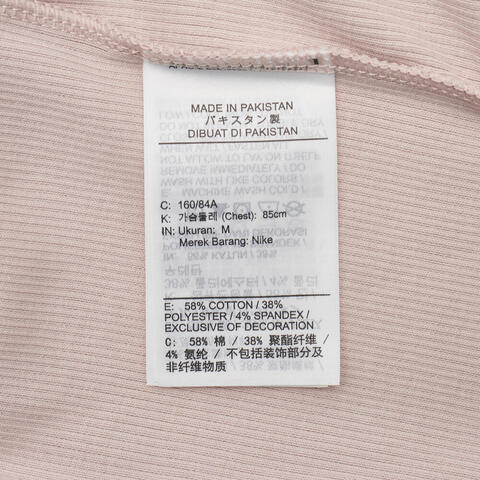 MADE IN PAKISTAN
パキスタン製
DIBUAT DI PAKISTAN
C: 160/84A
K: 가슴둘레 (Chest): 85cm
IN: Ukuran: M
Merek Barang: Nike
E: 58% COTTON / 38%
POLYESTER / 4% SPANDEX /
EXCLUSIVE OF DECORATION
C: 58% 棉 / 38% 聚酯纤维 /
4% 氨纶 / 不包括装饰部分及
非纤维物质